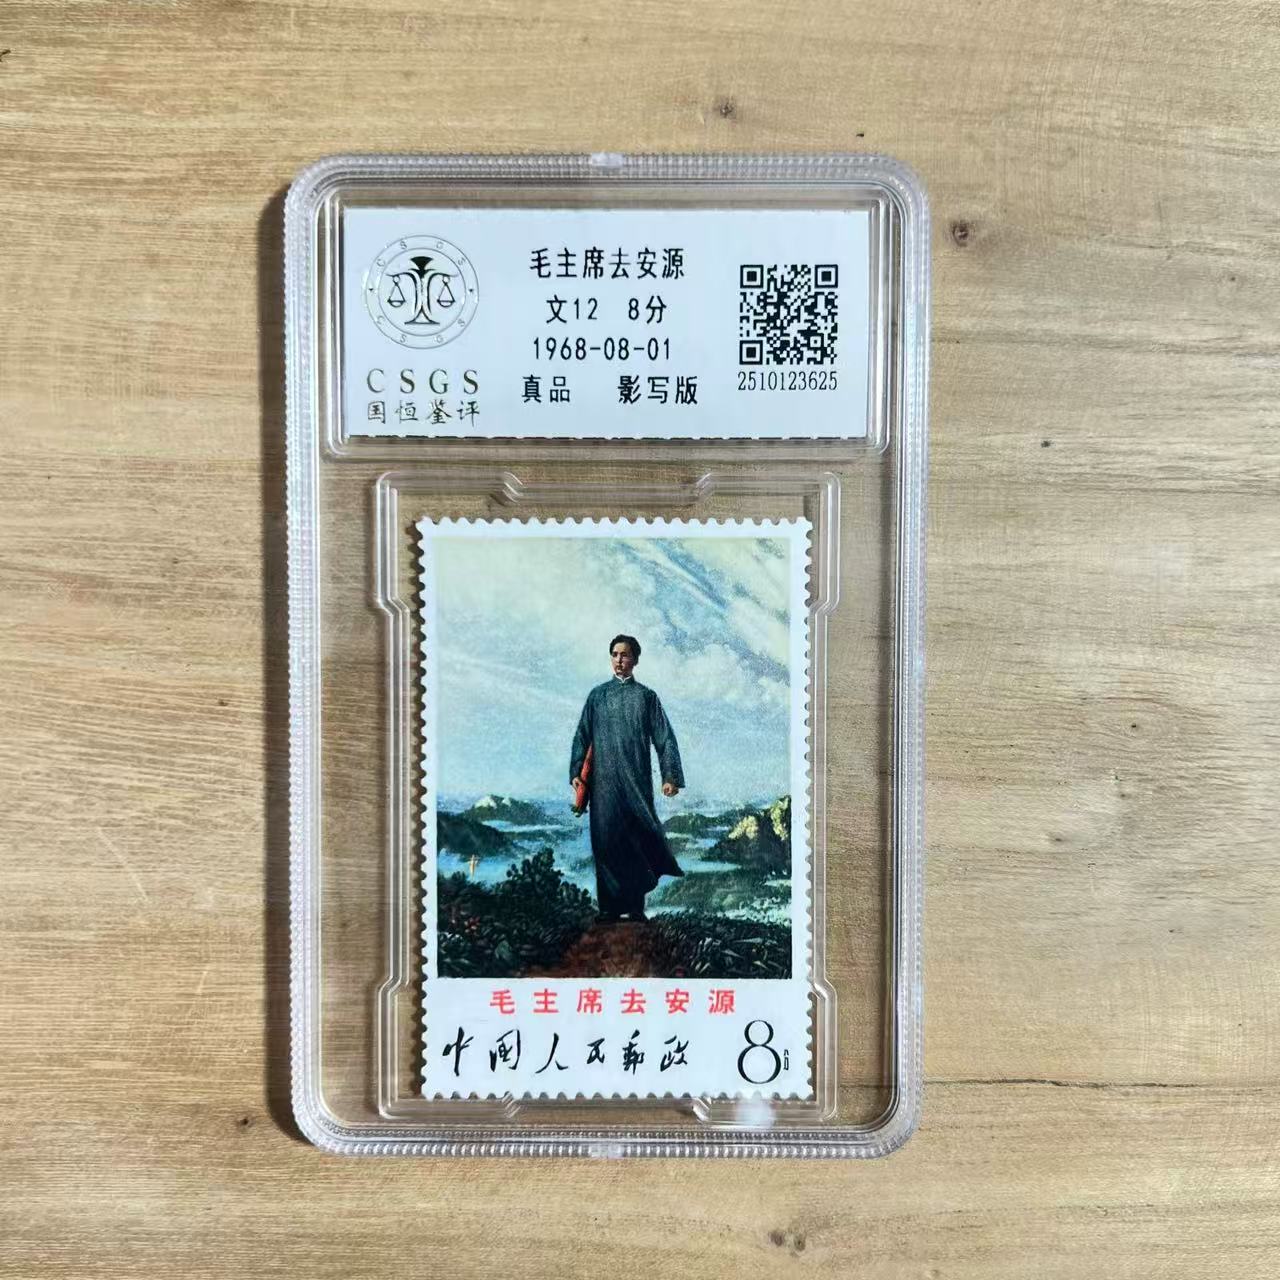 CSGS
CSGS
CSGS
国恒鉴评
毛主席去安源
文12 8分
1968-08-01
真品 影写版
2510123625
毛主席去安源
中国人民邮政
8分